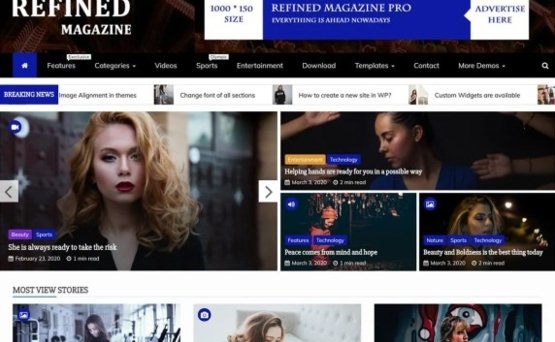 REFINED
MAGAZINE
1000 * 150
SIZE
REFINED MAGAZINE PRO
EVERYTHING IS AHEAD NOWADAYS
ADVERTISE
HERE
Exclusive
Olympic
Features
Categories
Videos
Sports
Entertainment
Download
Templates
Contact
More Demos
BREAKING NEWS
Image Alignment in themes
Change font of all sections
How to create a new site in WP?
Custom Widgets are available
Beauty Sports
She is always ready to take the risk
February 23, 2020 1 min read
Entertainment Technology
Helping hands are ready for you in a possible way
March 3, 2020 2 min read
Features Technology
Peace comes from mind and hope
March 3, 2020 1 min read
Nature Sports Technology
Beauty and Boldness is the best thing today
March 3, 2020 2 min read
MOST VIEW STORIES